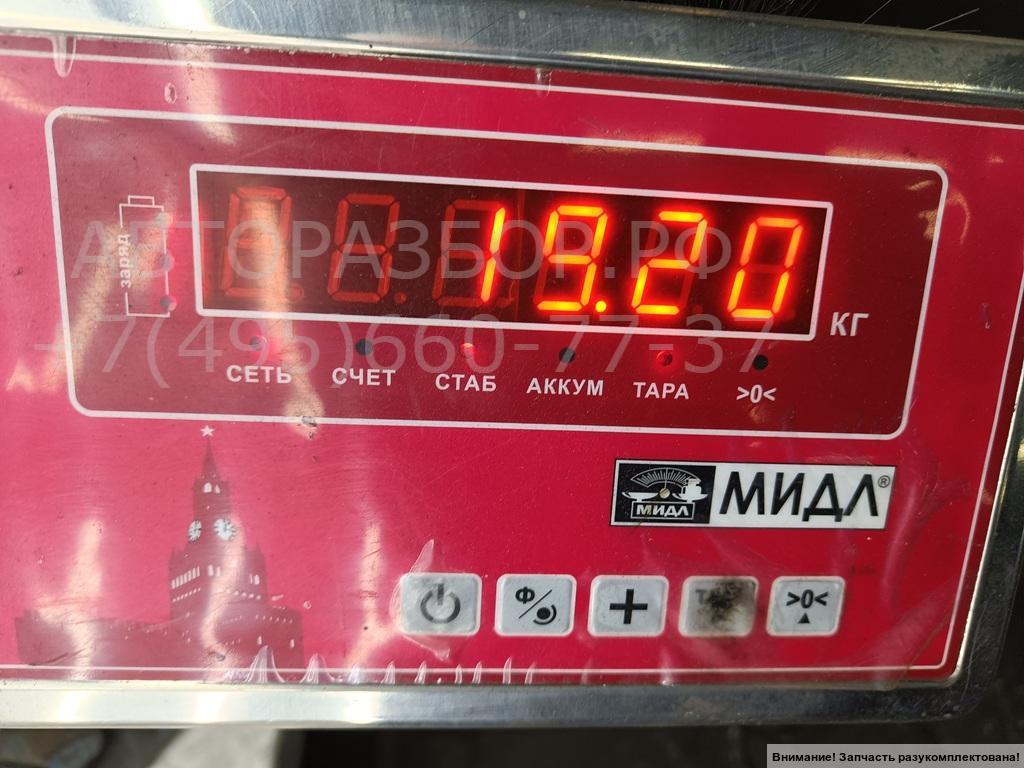 19.20
заряд
АВТОРАЗБОР.РФ
+7(495)660-77-37
КГ
СЕТЬ СЧЕТ СТАБ АККУМ ТАРА >0<
МИДЛ МИДЛ®
Ф + >0<
Внимание! Запчасть разукомплектована!